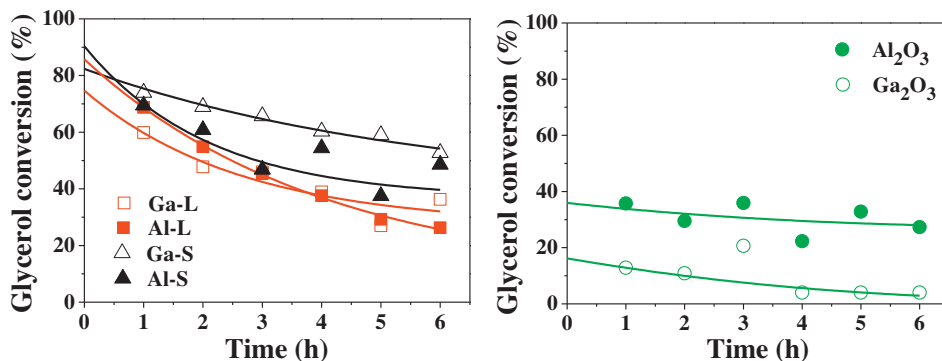 Glycerol conversion (%)
100
80
60
40
20
0
Ga-L
Al-L
Ga-S
Al-S
0 1 2 3 4 5 6
Time (h)
Glycerol conversion (%)
100
80
60
40
20
0
Al₂O₃
Ga₂O₃
0 1 2 3 4 5 6
Time (h)